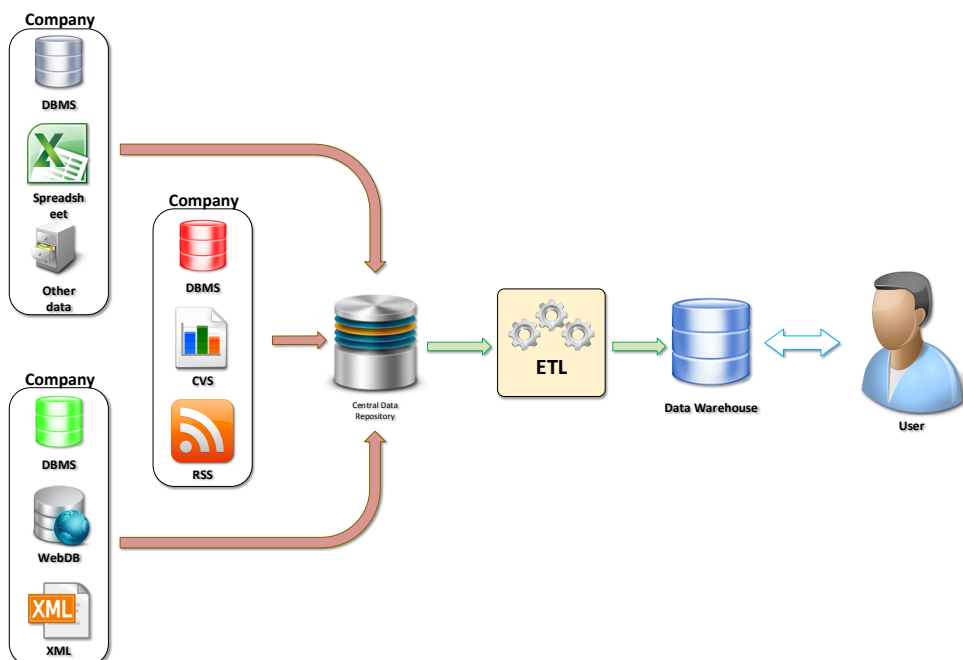 Company
DBMS
Spreadsh
eet
Other
data
Company
DBMS
CVS
RSS
Company
DBMS
WebDB
XML
XML
Central Data
Repository
ETL
Data Warehouse
User